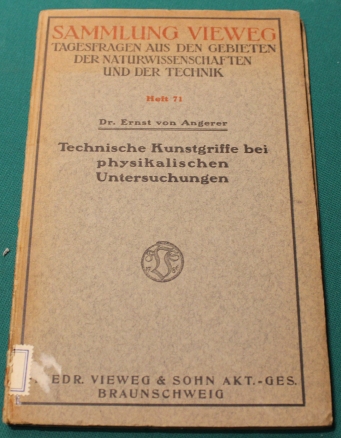 SAMMLUNG VIEWEG
TAGESFRAGEN AUS DEN GEBIETEN
DER NATURWISSENSCHAFTEN
UND DER TECHNIK
Heft 71
Dr. Ernst von Angerer
Technische Kunstgriffe bei
physikalischen
Untersuchungen
EDR. VIEWEG & SOHN AKT.-GES.
BRAUNSCHWEIG